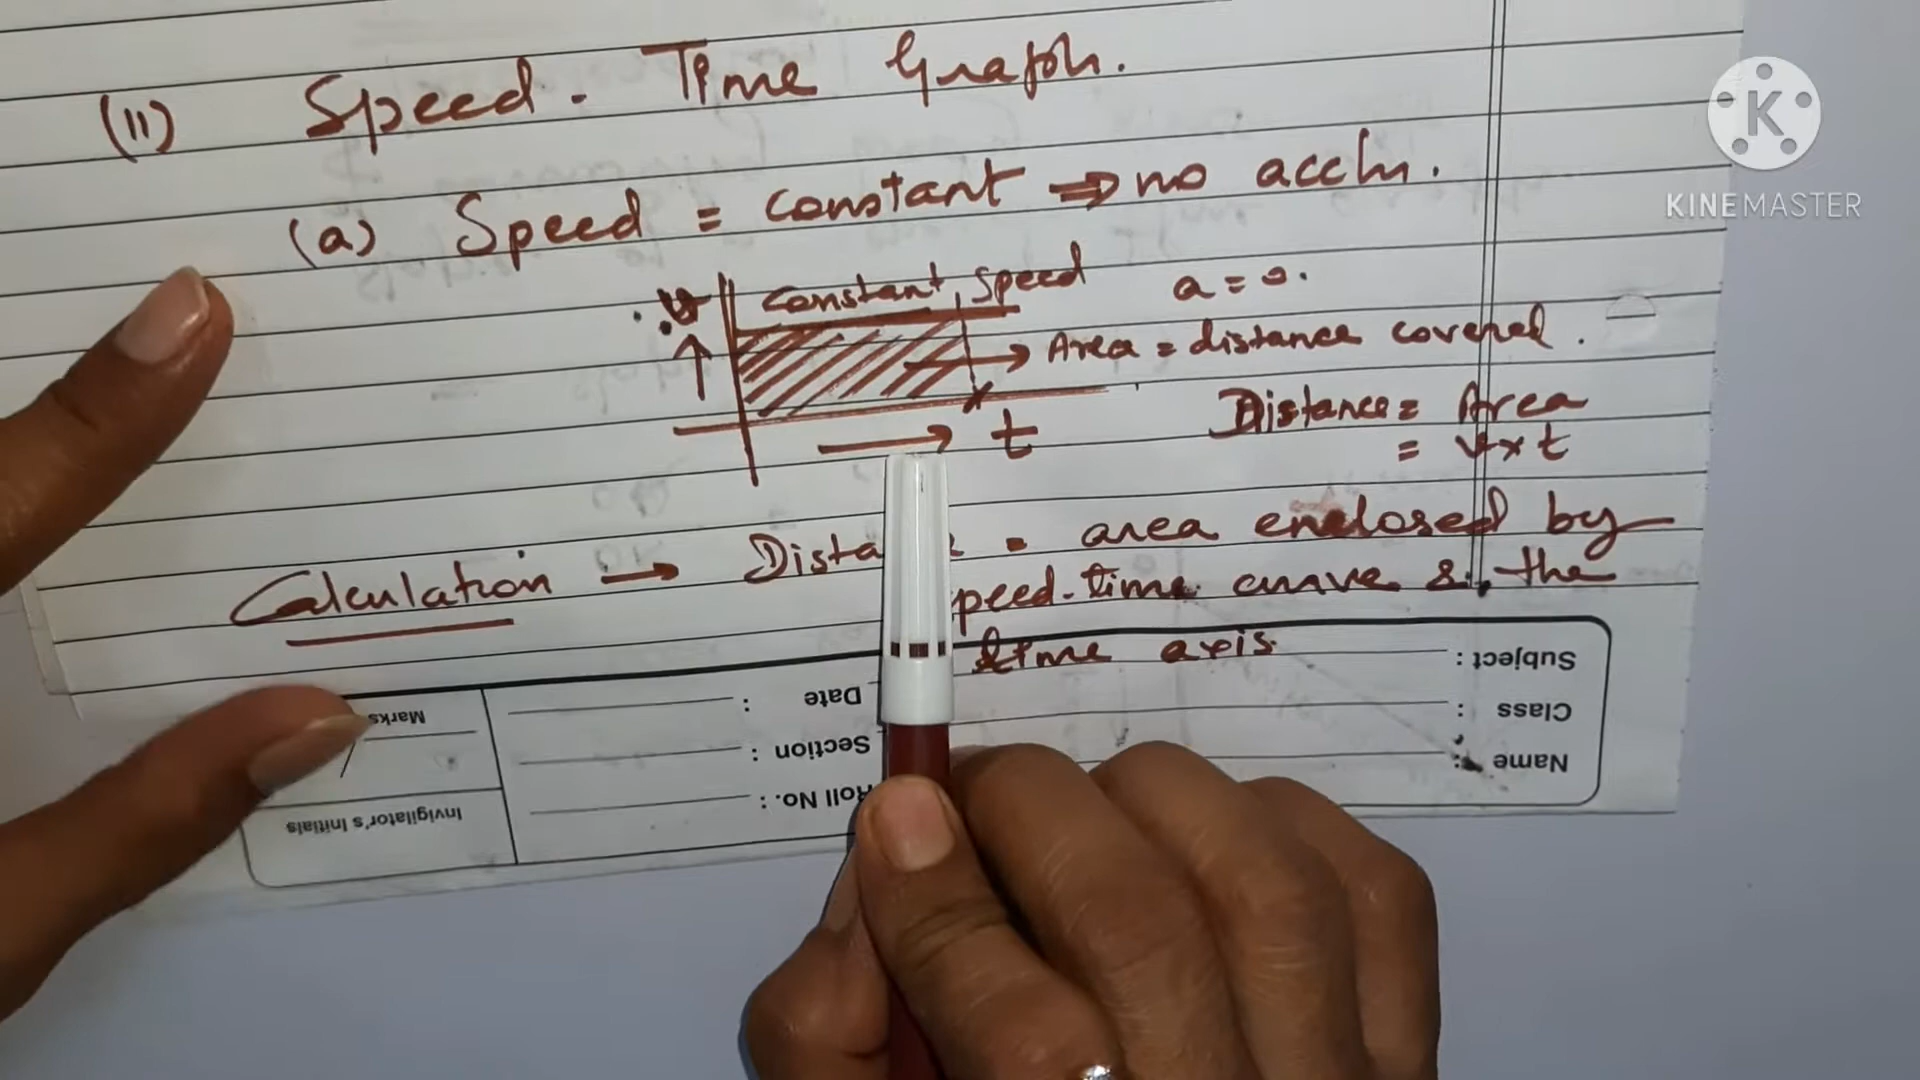 (11) Speed - Time Graph.
(a) Speed = constant ⇒ no accln.
v constant speed a = 0.
→ Area = distance covered.
→ t Distance = Area
= v × t
Calculation → Dista = area enclosed by
peed-time curve & the
time axis
Subject :
Class :
Name :
Date :
Section :
Roll No. :
Marks
Invigilator's Initials
K
KINEMASTER